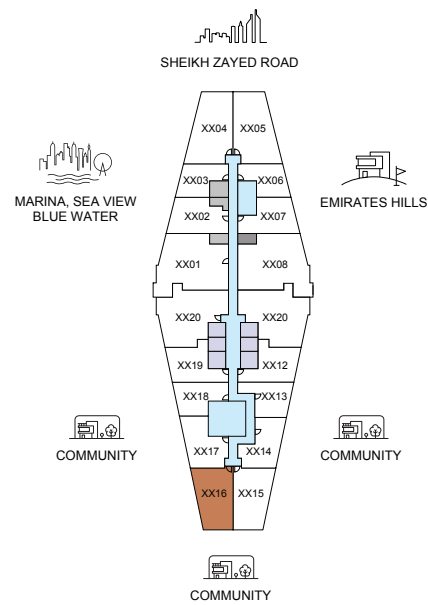 SHEIKH ZAYED ROAD
XX04 XX05
XX03 XX06
MARINA, SEA VIEW
BLUE WATER
EMIRATES HILLS
XX02 XX07
XX01 XX08
XX20 XX20
XX19 XX12
XX18 XX13
COMMUNITY
COMMUNITY
XX17 XX14
XX16 XX15
COMMUNITY